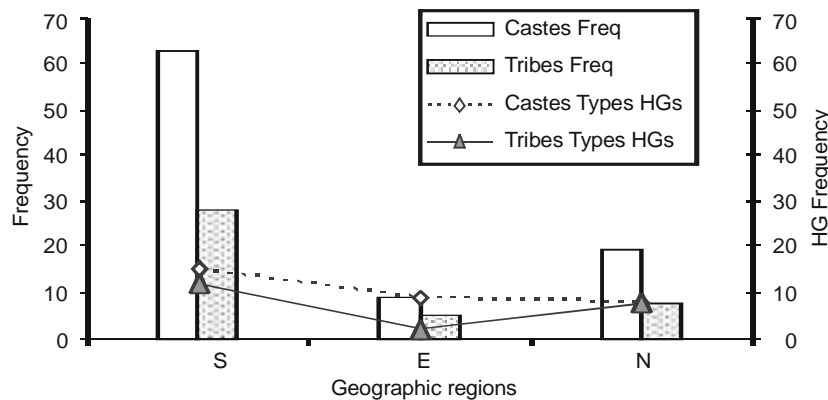 70
60
50
40
30
20
10
0
Frequency
Castes Freq
Tribes Freq
Castes Types HGs
Tribes Types HGs
70
60
50
40
30
20
10
0
HG Frequency
S E N
Geographic regions